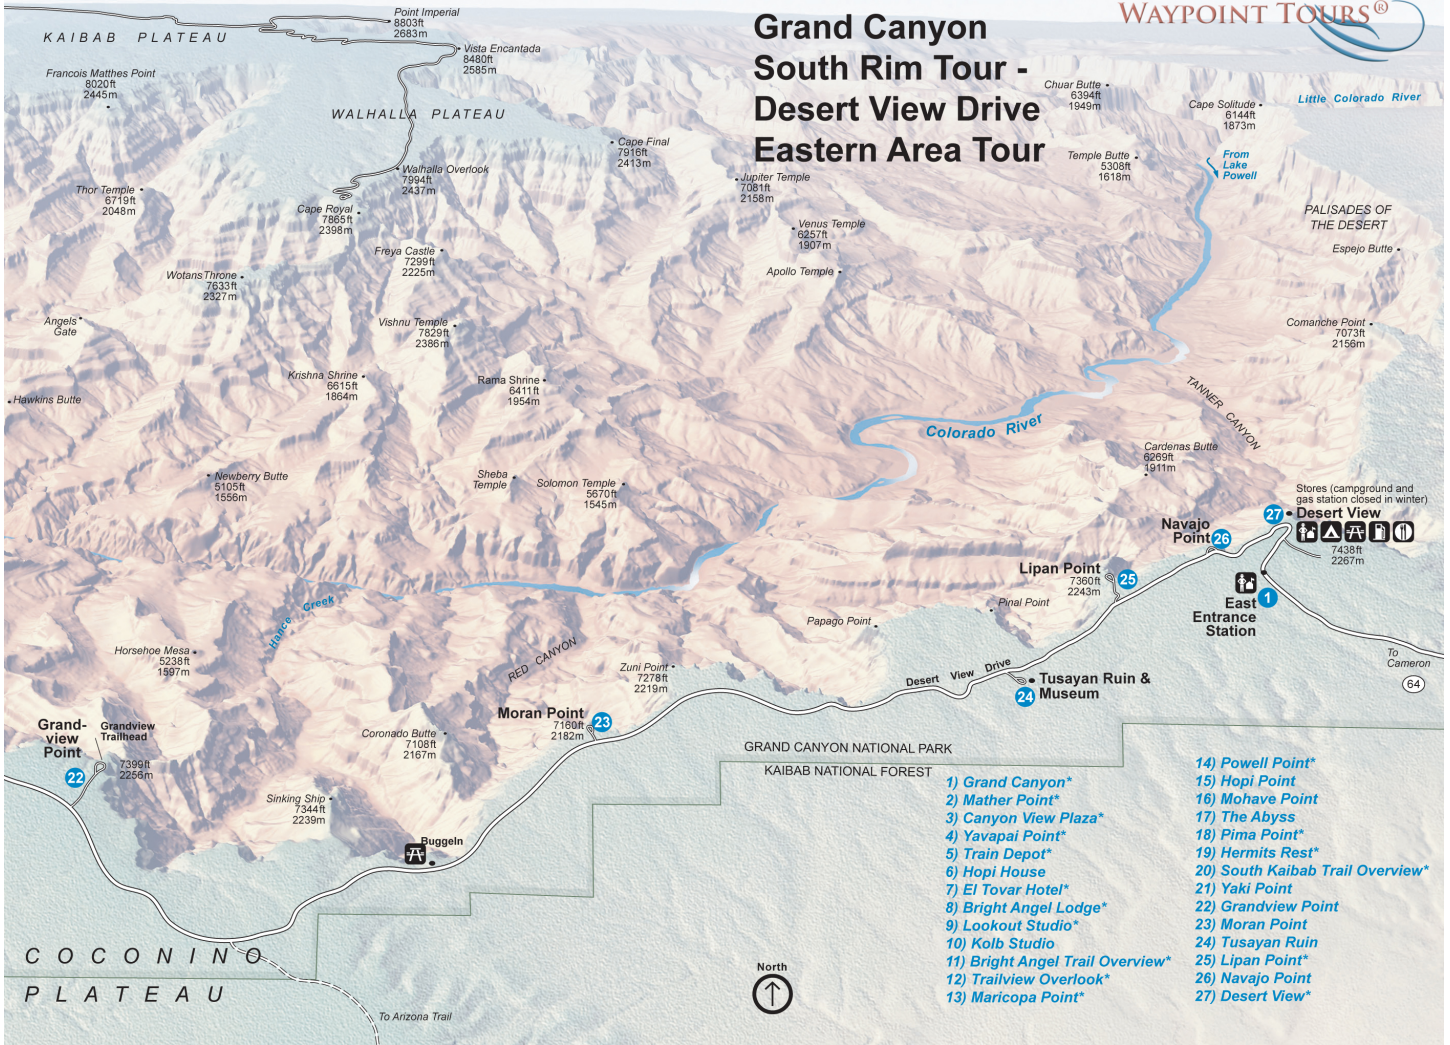 Grand Canyon
South Rim Tour -
Desert View Drive
Eastern Area Tour
WAYPOINT TOURS®
Point Imperial
8803ft
2683m
KAIBAB PLATEAU
Vista Encantada
8480ft
2585m
Francois Matthes Point
8020ft
2445m
WALHALLA PLATEAU
Chuar Butte
6394ft
1949m
Cape Solitude
6144ft
1873m
Little Colorado River
Cape Final
7916ft
2413m
Temple Butte
5308ft
1618m
From
Lake
Powell
Walhalla Overlook
7994ft
2437m
Jupiter Temple
7081ft
2158m
Thor Temple
6719ft
2048m
Cape Royal
7865ft
2398m
PALISADES OF
THE DESERT
Venus Temple
6257ft
1907m
Espejo Butte
Freya Castle
7299ft
2225m
Apollo Temple
WotansThrone
7633ft
2327m
Angels
Gate
Vishnu Temple
7829ft
2386m
Comanche Point
7073ft
2156m
Krishna Shrine
6615ft
1864m
Rama Shrine
6411ft
1954m
TANNER CANYON
Hawkins Butte
Colorado River
Cardenas Butte
6269ft
1911m
Newberry Butte
5105ft
1556m
Sheba
Temple
Solomon Temple
5670ft
1545m
Stores (campground and
gas station closed in winter)
27
Desert View
7438ft
2267m
Navajo
Point
26
Lipan Point
7360ft
2243m
25
East
Entrance
Station
1
Hance Creek
Pinal Point
Papago Point
To
Cameron
64
Horsehoe Mesa
5238ft
1597m
RED CANYON
Zuni Point
7278ft
2219m
Desert View Drive
24
Tusayan Ruin &
Museum
Moran Point
7160ft
2182m
23
Grand-
view
Point
22
Grandview
Trailhead
7399ft
2256m
Coronado Butte
7108ft
2167m
Sinking Ship
7344ft
2239m
Buggeln
GRAND CANYON NATIONAL PARK
KAIBAB NATIONAL FOREST
COCONINO
PLATEAU
To Arizona Trail
North
1) Grand Canyon*
2) Mather Point*
3) Canyon View Plaza*
4) Yavapai Point*
5) Train Depot*
6) Hopi House
7) El Tovar Hotel*
8) Bright Angel Lodge*
9) Lookout Studio*
10) Kolb Studio
11) Bright Angel Trail Overview*
12) Trailview Overlook*
13) Maricopa Point*
14) Powell Point*
15) Hopi Point
16) Mohave Point
17) The Abyss
18) Pima Point*
19) Hermits Rest*
20) South Kaibab Trail Overview*
21) Yaki Point
22) Grandview Point
23) Moran Point
24) Tusayan Ruin
25) Lipan Point*
26) Navajo Point
27) Desert View*